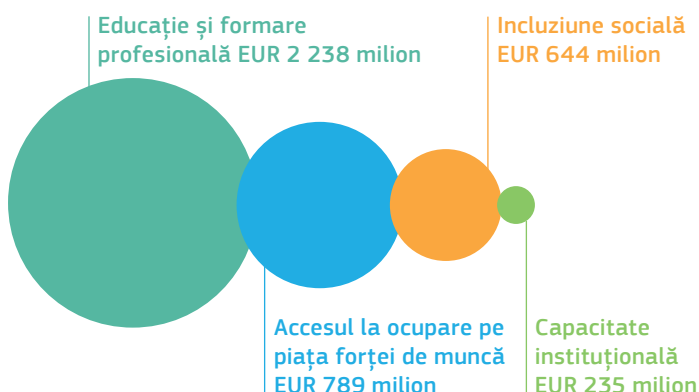 Educație și formare
profesională EUR 2 238 milion
Incluziune socială
EUR 644 milion
Accesul la ocupare pe
piața forței de muncă
EUR 789 milion
Capacitate
instituțională
EUR 235 milion